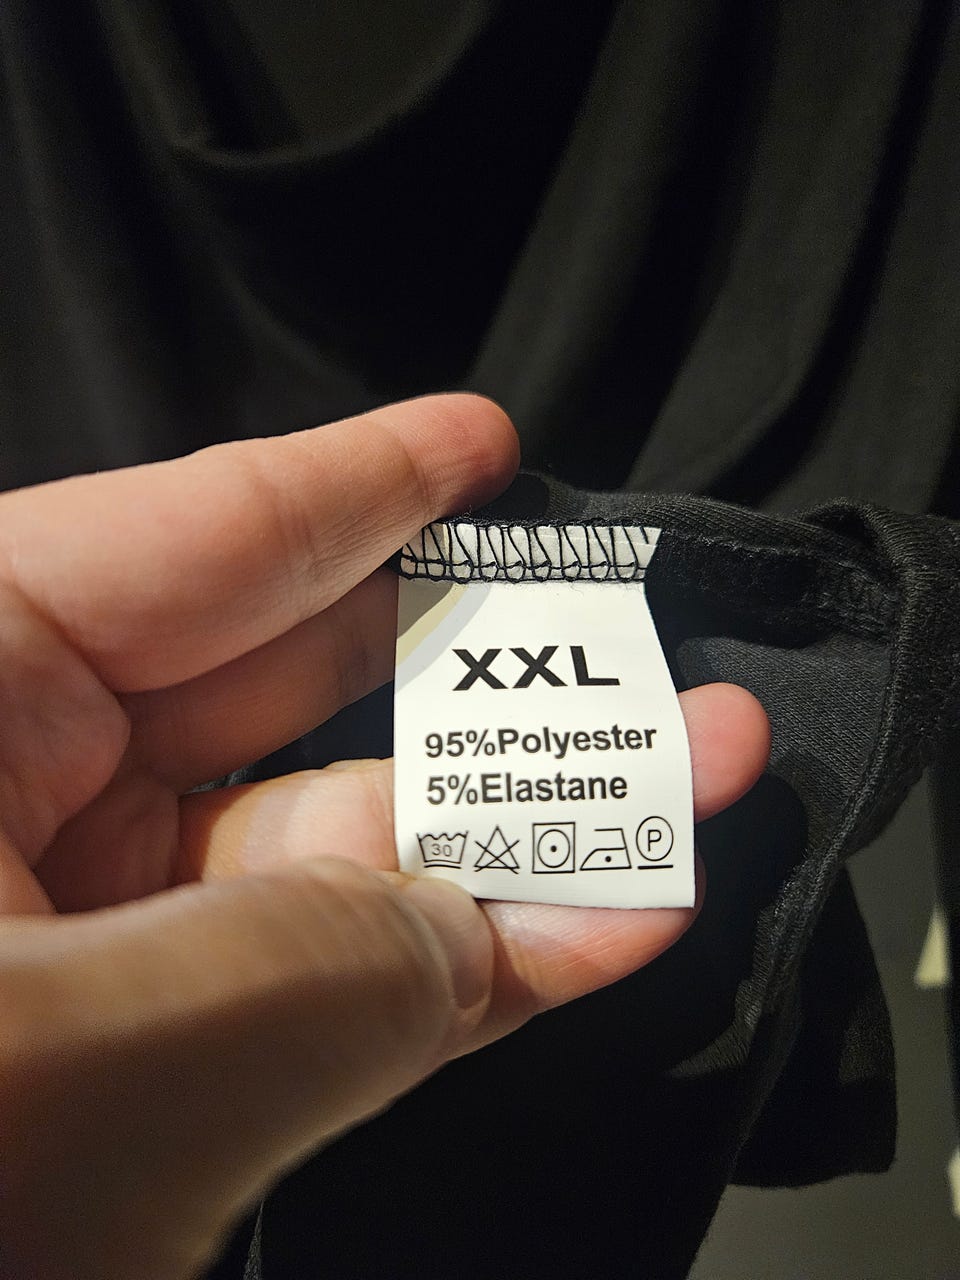 XXL
95%Polyester
5%Elastane
30 P